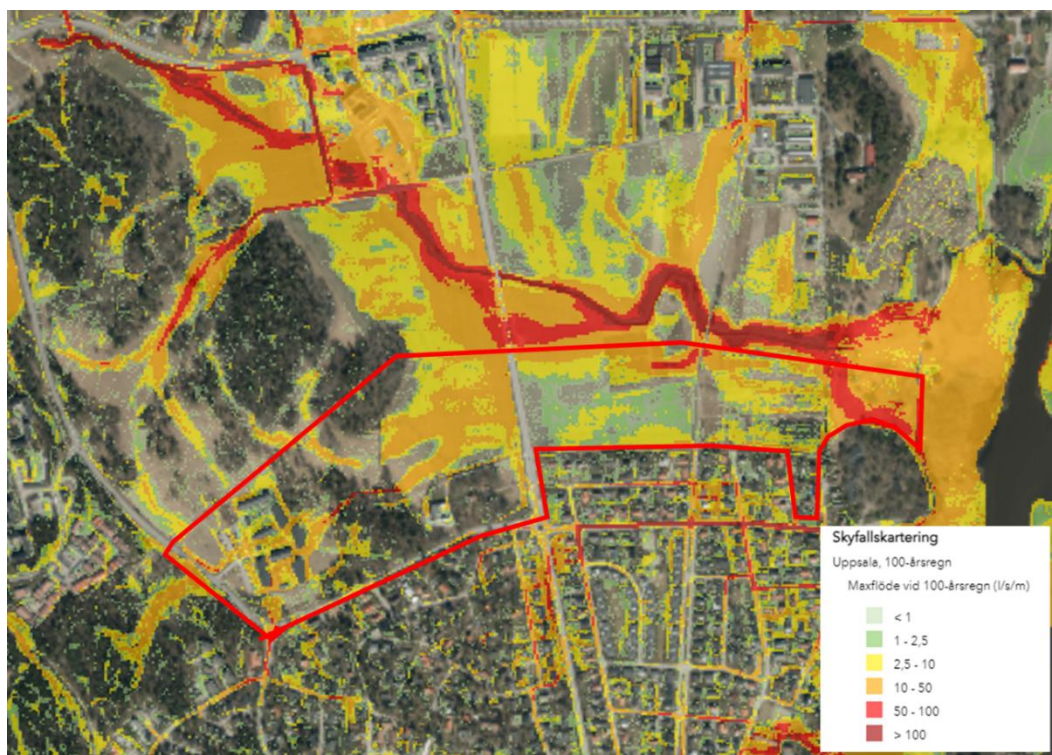 Skyfallskartering
Uppsala, 100-årsregn
Maxflöde vid 100-årsregn (l/s/m)
< 1
1 - 2,5
2,5 - 10
10 - 50
50 - 100
> 100